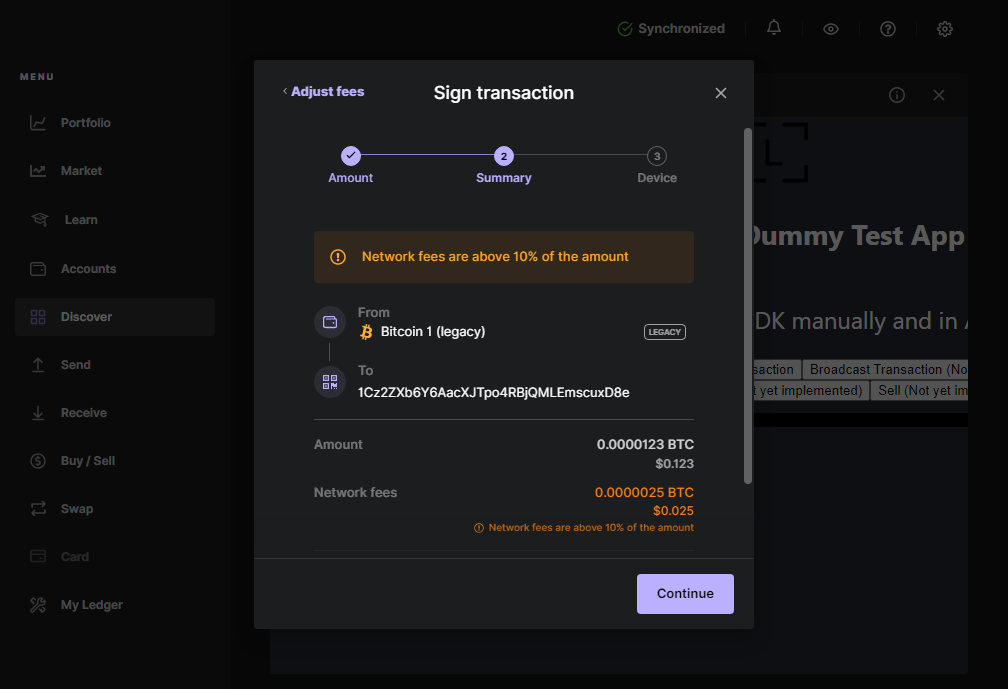 Synchronized
MENU
Portfolio
Market
Learn
Accounts
Discover
Send
Receive
Buy / Sell
Swap
Card
My Ledger
Adjust fees
Sign transaction
Amount
2
Summary
3
Device
Network fees are above 10% of the amount
From
Bitcoin 1 (legacy)
LEGACY
To
1Cz2ZXb6Y6AacXJTpo4RBjQMLEmscuxD8e
Amount
0.0000123 BTC
$0.123
Network fees
0.0000025 BTC
$0.025
Network fees are above 10% of the amount
Continue
Dummy Test App
DK manually and in
saction
Broadcast Transaction (No
t yet implemented)
Sell (Not yet im